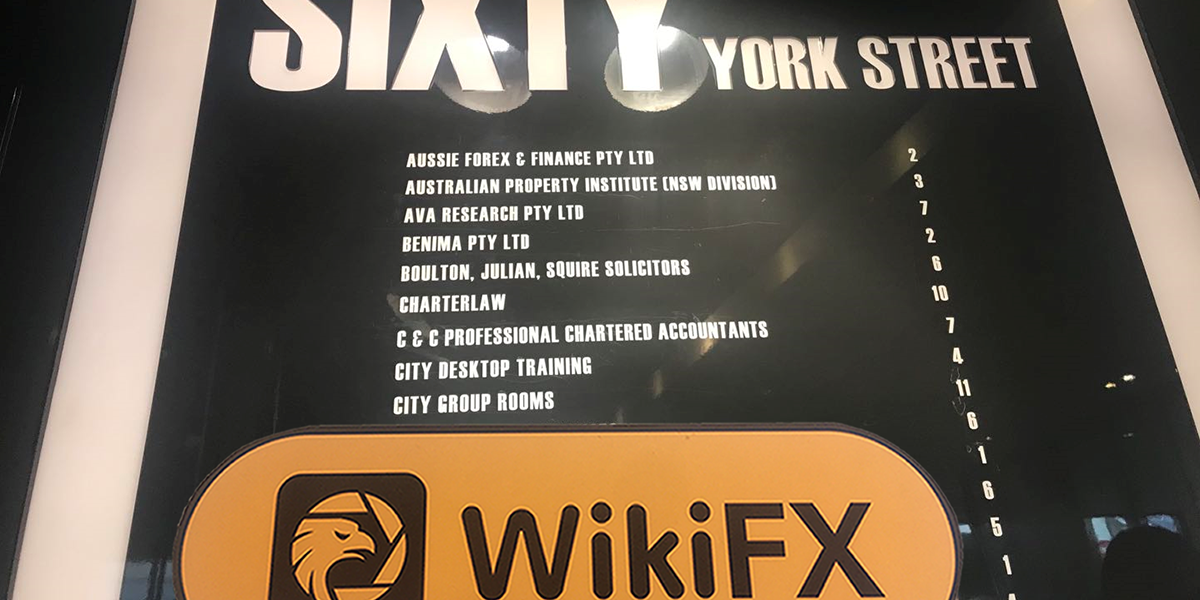 SIXTY YORK STREET
AUSSIE FOREX & FINANCE PTY LTD 2
AUSTRALIAN PROPERTY INSTITUTE (NSW DIVISION) 3
AVA RESEARCH PTY LTD 7
BENIMA PTY LTD 2
BOULTON, JULIAN, SQUIRE SOLICITORS 6
CHARTERLAW 10
C & C PROFESSIONAL CHARTERED ACCOUNTANTS 7
CITY DESKTOP TRAINING 4
CITY GROUP ROOMS 11
6
1
6
5
1
WikiFX